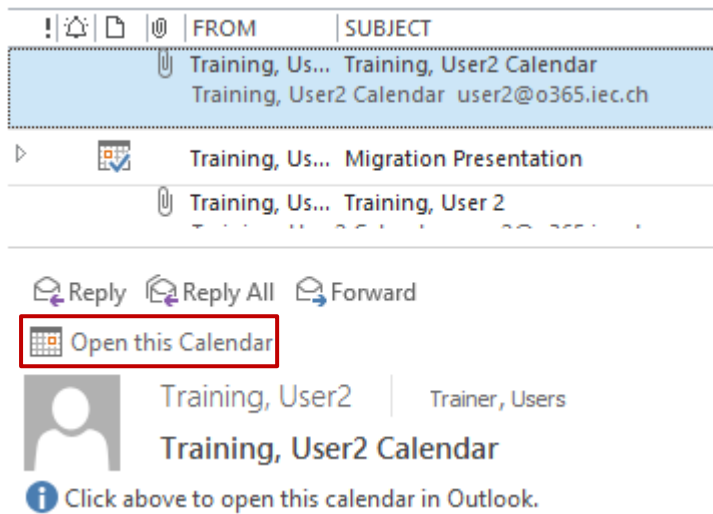 ! FROM SUBJECT
Training, Us... Training, User2 Calendar
Training, User2 Calendar user2@o365.iec.ch
Training, Us... Migration Presentation
Training, Us... Training, User 2
Reply Reply All Forward
Open this Calendar
Training, User2 Trainer, Users
Training, User2 Calendar
Click above to open this calendar in Outlook.